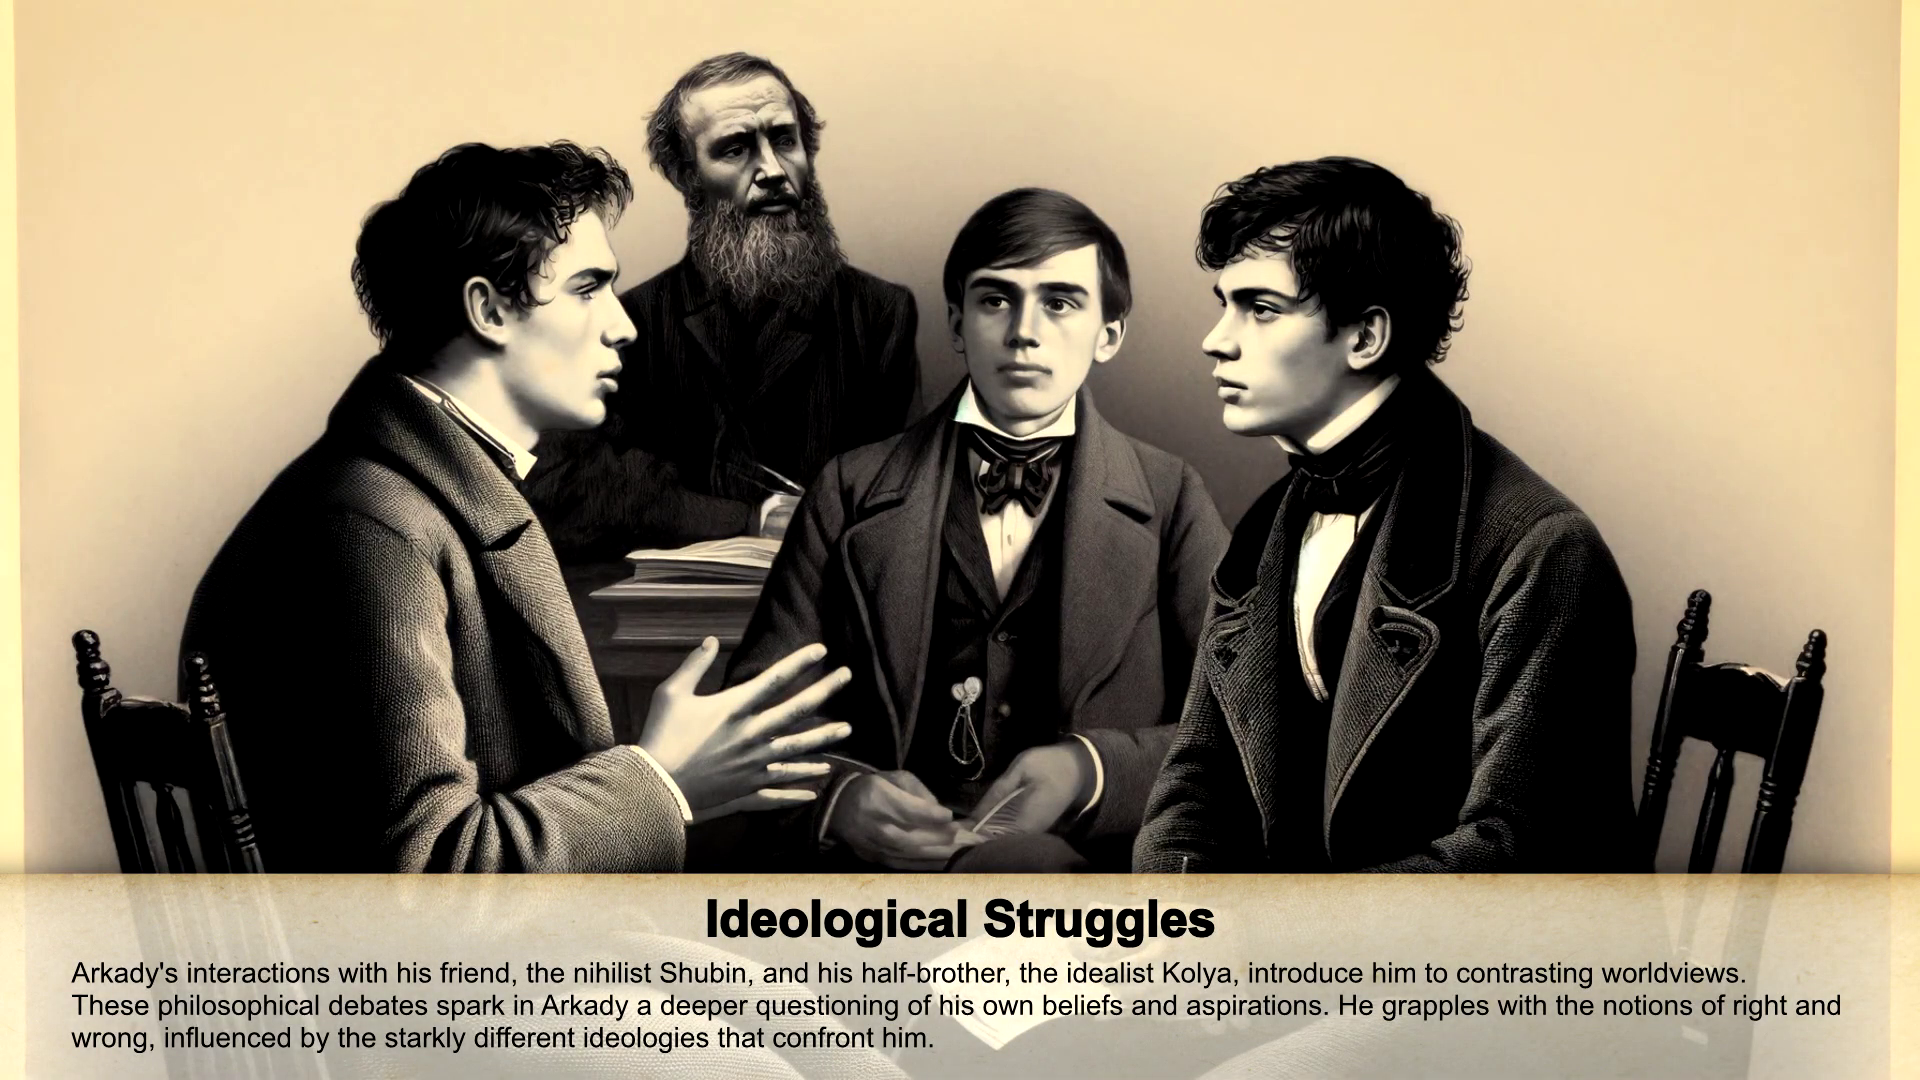 Ideological Struggles
Arkady's interactions with his friend, the nihilist Shubin, and his half-brother, the idealist Kolya, introduce him to contrasting worldviews.
These philosophical debates spark in Arkady a deeper questioning of his own beliefs and aspirations. He grapples with the notions of right and
wrong, influenced by the starkly different ideologies that confront him.